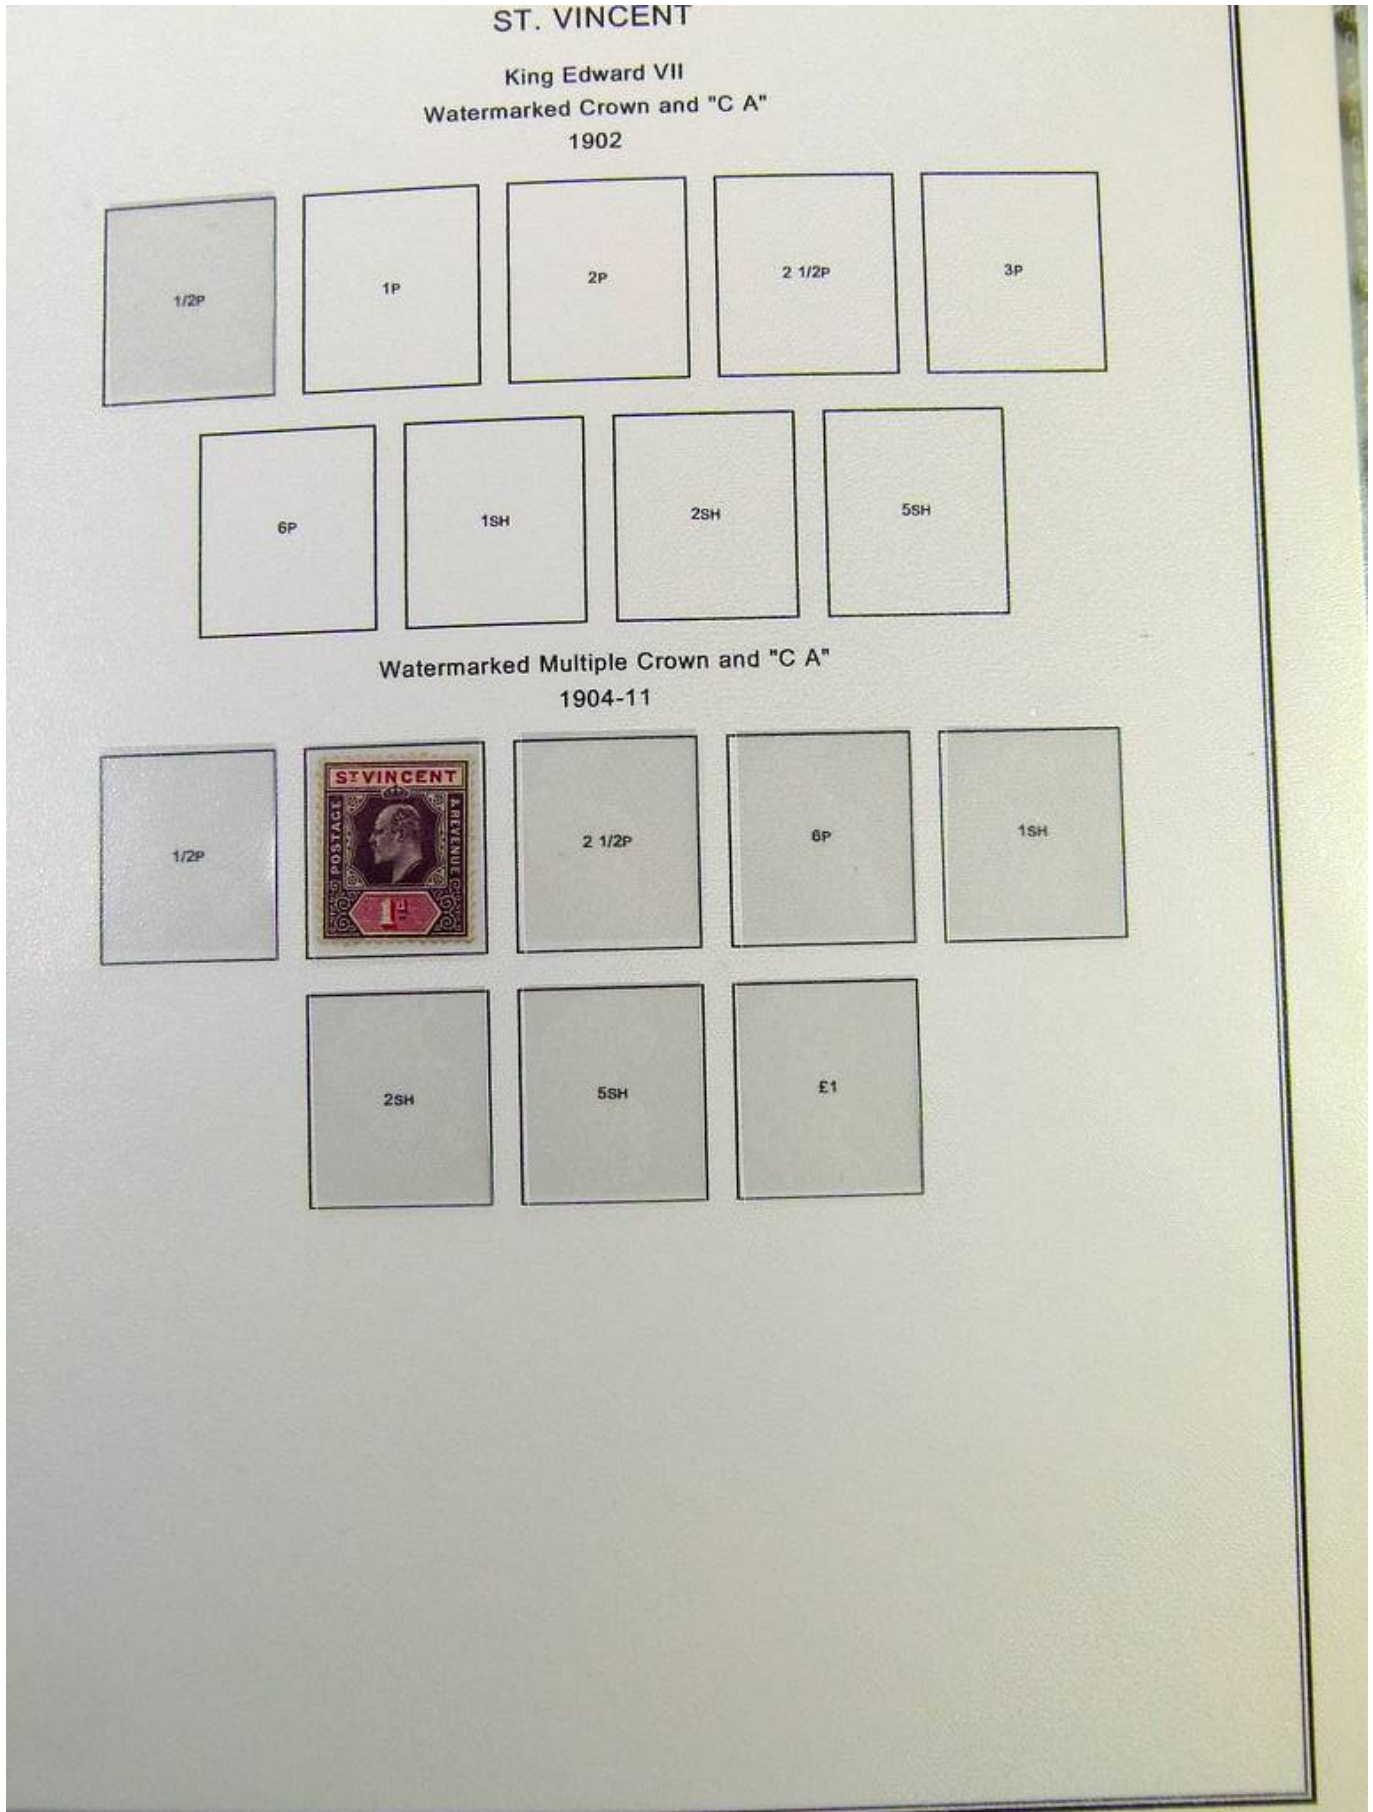 ST. VINCENT
King Edward VII
Watermarked Crown and "C A"
1902
1/2P
1P
2P
2 1/2P
3P
6P
1SH
2SH
5SH
Watermarked Multiple Crown and "C A"
1904-11
1/2P
ST VINCENT
POSTAGE
& REVENUE
1d
2 1/2P
6P
1SH
2SH
5SH
£1